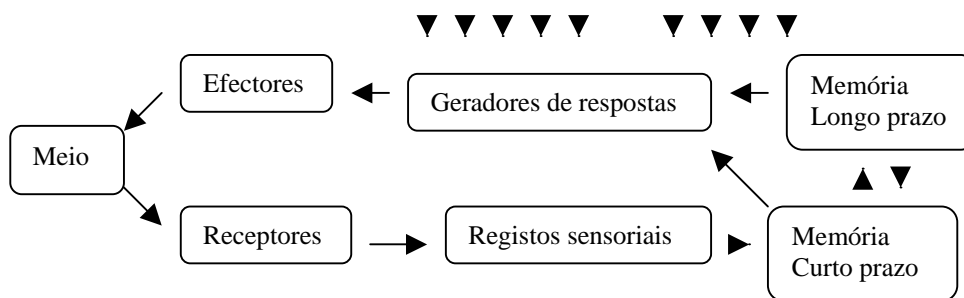 Efectores
Geradores de respostas
Memória
Longo prazo
Meio
Receptores
Registos sensoriais
Memória
Curto prazo